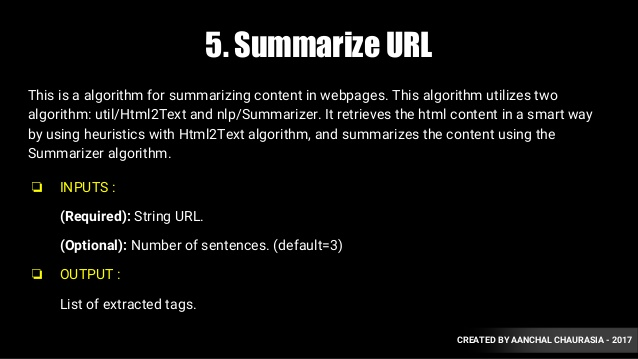 5. Summarize URL
This is a algorithm for summarizing content in webpages. This algorithm utilizes two
algorithm: util/Html2Text and nlp/Summarizer. It retrieves the html content in a smart way
by using heuristics with Html2Text algorithm, and summarizes the content using the
Summarizer algorithm.
❏ INPUTS :
(Required): String URL.
(Optional): Number of sentences. (default=3)
❏ OUTPUT :
List of extracted tags.
CREATED BY AANCHAL CHAURASIA - 2017